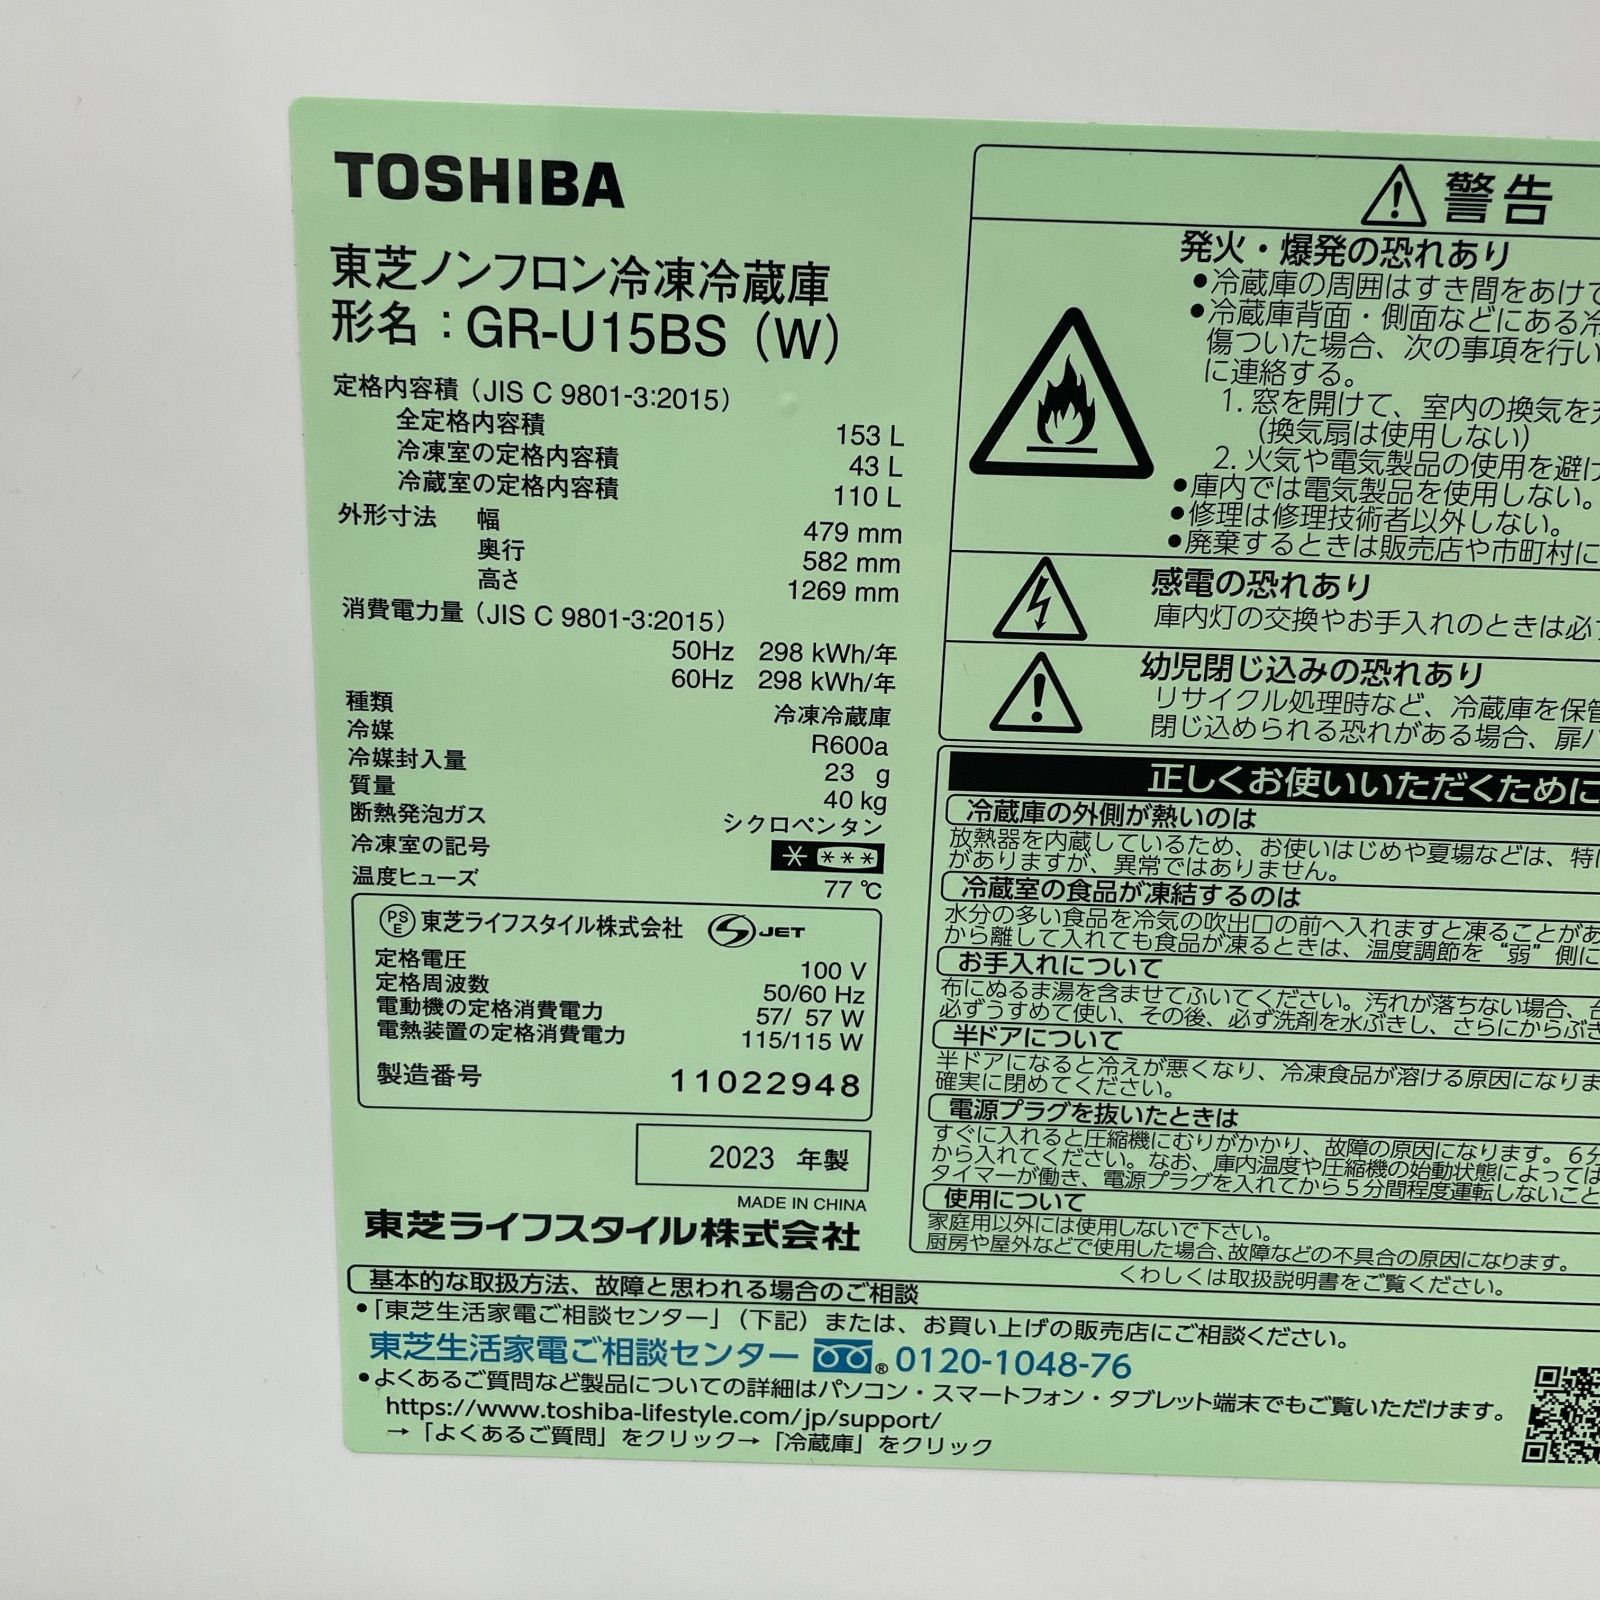 TOSHIBA
東芝ノンフロン冷凍冷蔵庫
形名：GR-U15BS（W）
定格内容積（JIS C 9801-3:2015）
全定格内容積 153 L
冷凍室の定格内容積 43 L
冷蔵室の定格内容積 110 L
外形寸法 幅 479 mm
奥行 582 mm
高さ 1269 mm
消費電力量（JIS C 9801-3:2015）
50Hz 298 kWh/年
60Hz 298 kWh/年
種類 冷凍冷蔵庫
冷媒 R600a
冷媒封入量 23 g
質量 40 kg
断熱発泡ガス シクロペンタン
冷凍室の記号 * ***
温度ヒューズ 77 ℃
PSE 東芝ライフスタイル株式会社 S JET
定格電圧 100 V
定格周波数 50/60 Hz
電動機の定格消費電力 57/ 57 W
電熱装置の定格消費電力 115/115 W
製造番号 11022948
2023 年製
MADE IN CHINA
東芝ライフスタイル株式会社
警告
発火・爆発の恐れあり
●冷蔵庫の周囲はすき間をあけて
●冷蔵庫背面・側面などにある冷
傷ついた場合、次の事項を行い
に連絡する。
1. 窓を開けて、室内の換気を充
(換気扇は使用しない)
2. 火気や電気製品の使用を避け
●庫内では電気製品を使用しない。
●修理は修理技術者以外しない。
●廃棄するときは販売店や市町村に
感電の恐れあり
庫内灯の交換やお手入れのときは必ず
幼児閉じ込みの恐れあり
リサイクル処理時など、冷蔵庫を保管
閉じ込められる恐れがある場合、扉パ
正しくお使いいただくために
冷蔵庫の外側が熱いのは
放熱器を内蔵しているため、お使いはじめや夏場などは、特に
がありますが、異常ではありません。
冷蔵室の食品が凍結するのは
水分の多い食品を冷気の吹出口の前へ入れますと凍ることがあ
から離して入れても食品が凍るときは、温度調節を“弱”側に
お手入れについて
布にぬるま湯を含ませてふいてください。汚れが落ちない場合、台
必ずうすめて使い、その後、必ず洗剤を水ぶきし、さらにからぶき
半ドアについて
半ドアになると冷えが悪くなり、冷凍食品が溶ける原因になりま
確実に閉めてください。
電源プラグを抜いたときは
すぐに入れると圧縮機にむりがかかり、故障の原因になります。6分
から入れてください。なお、庫内温度や圧縮機の始動状態によっては
タイマーが働き、電源プラグを入れてから５分間程度運転しないこと
使用について
家庭用以外には使用しないで下さい。
厨房や屋外などで使用した場合、故障などの不具合の原因になります。
くわしくは取扱説明書をご覧ください。
基本的な取扱方法、故障と思われる場合のご相談
●「東芝生活家電ご相談センター」（下記）または、お買い上げの販売店にご相談ください。
東芝生活家電ご相談センター ® 0120-1048-76
●よくあるご質問など製品についての詳細はパソコン・スマートフォン・タブレット端末でもご覧いただけます。
https://www.toshiba-lifestyle.com/jp/support/
→「よくあるご質問」をクリック→「冷蔵庫」をクリック